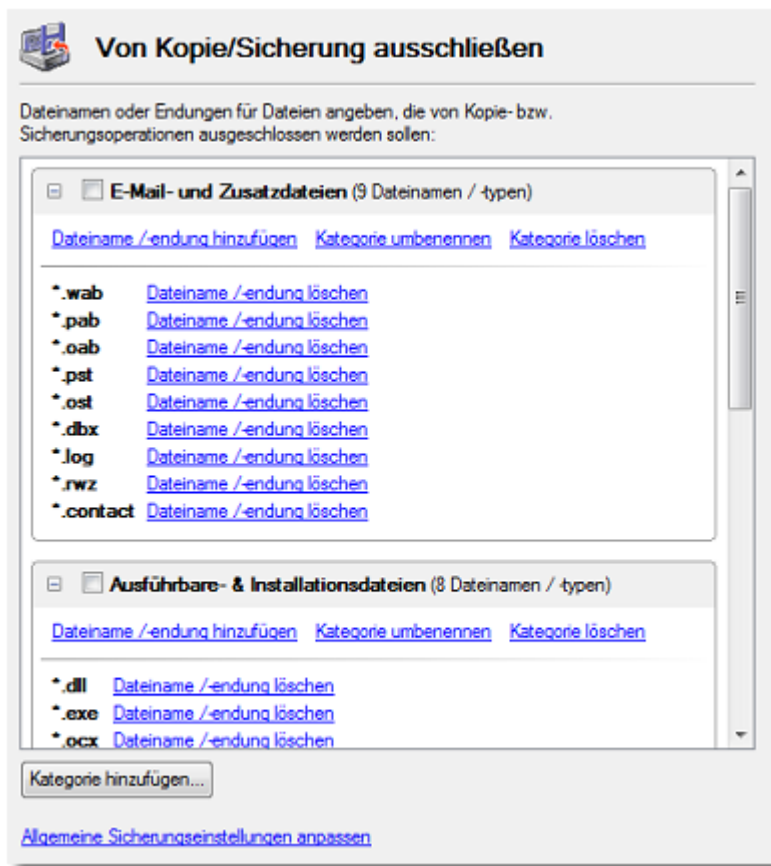 Von Kopie/Sicherung ausschließen
Dateinamen oder Endungen für Dateien angeben, die von Kopie- bzw.
Sicherungsoperationen ausgeschlossen werden sollen:
E-Mail- und Zusatzdateien (9 Dateinamen / -typen)
Dateiname /-endung hinzufügen Kategorie umbenennen Kategorie löschen
*.wab Dateiname /-endung löschen
*.pab Dateiname /-endung löschen
*.oab Dateiname /-endung löschen
*.pst Dateiname /-endung löschen
*.ost Dateiname /-endung löschen
*.dbx Dateiname /-endung löschen
*.log Dateiname /-endung löschen
*.rwz Dateiname /-endung löschen
*.contact Dateiname /-endung löschen
Ausführbare- & Installationsdateien (8 Dateinamen / -typen)
Dateiname /-endung hinzufügen Kategorie umbenennen Kategorie löschen
*.dll Dateiname /-endung löschen
*.exe Dateiname /-endung löschen
*.ocx Dateiname /-endung löschen
Kategorie hinzufügen...
Allgemeine Sicherungseinstellungen anpassen